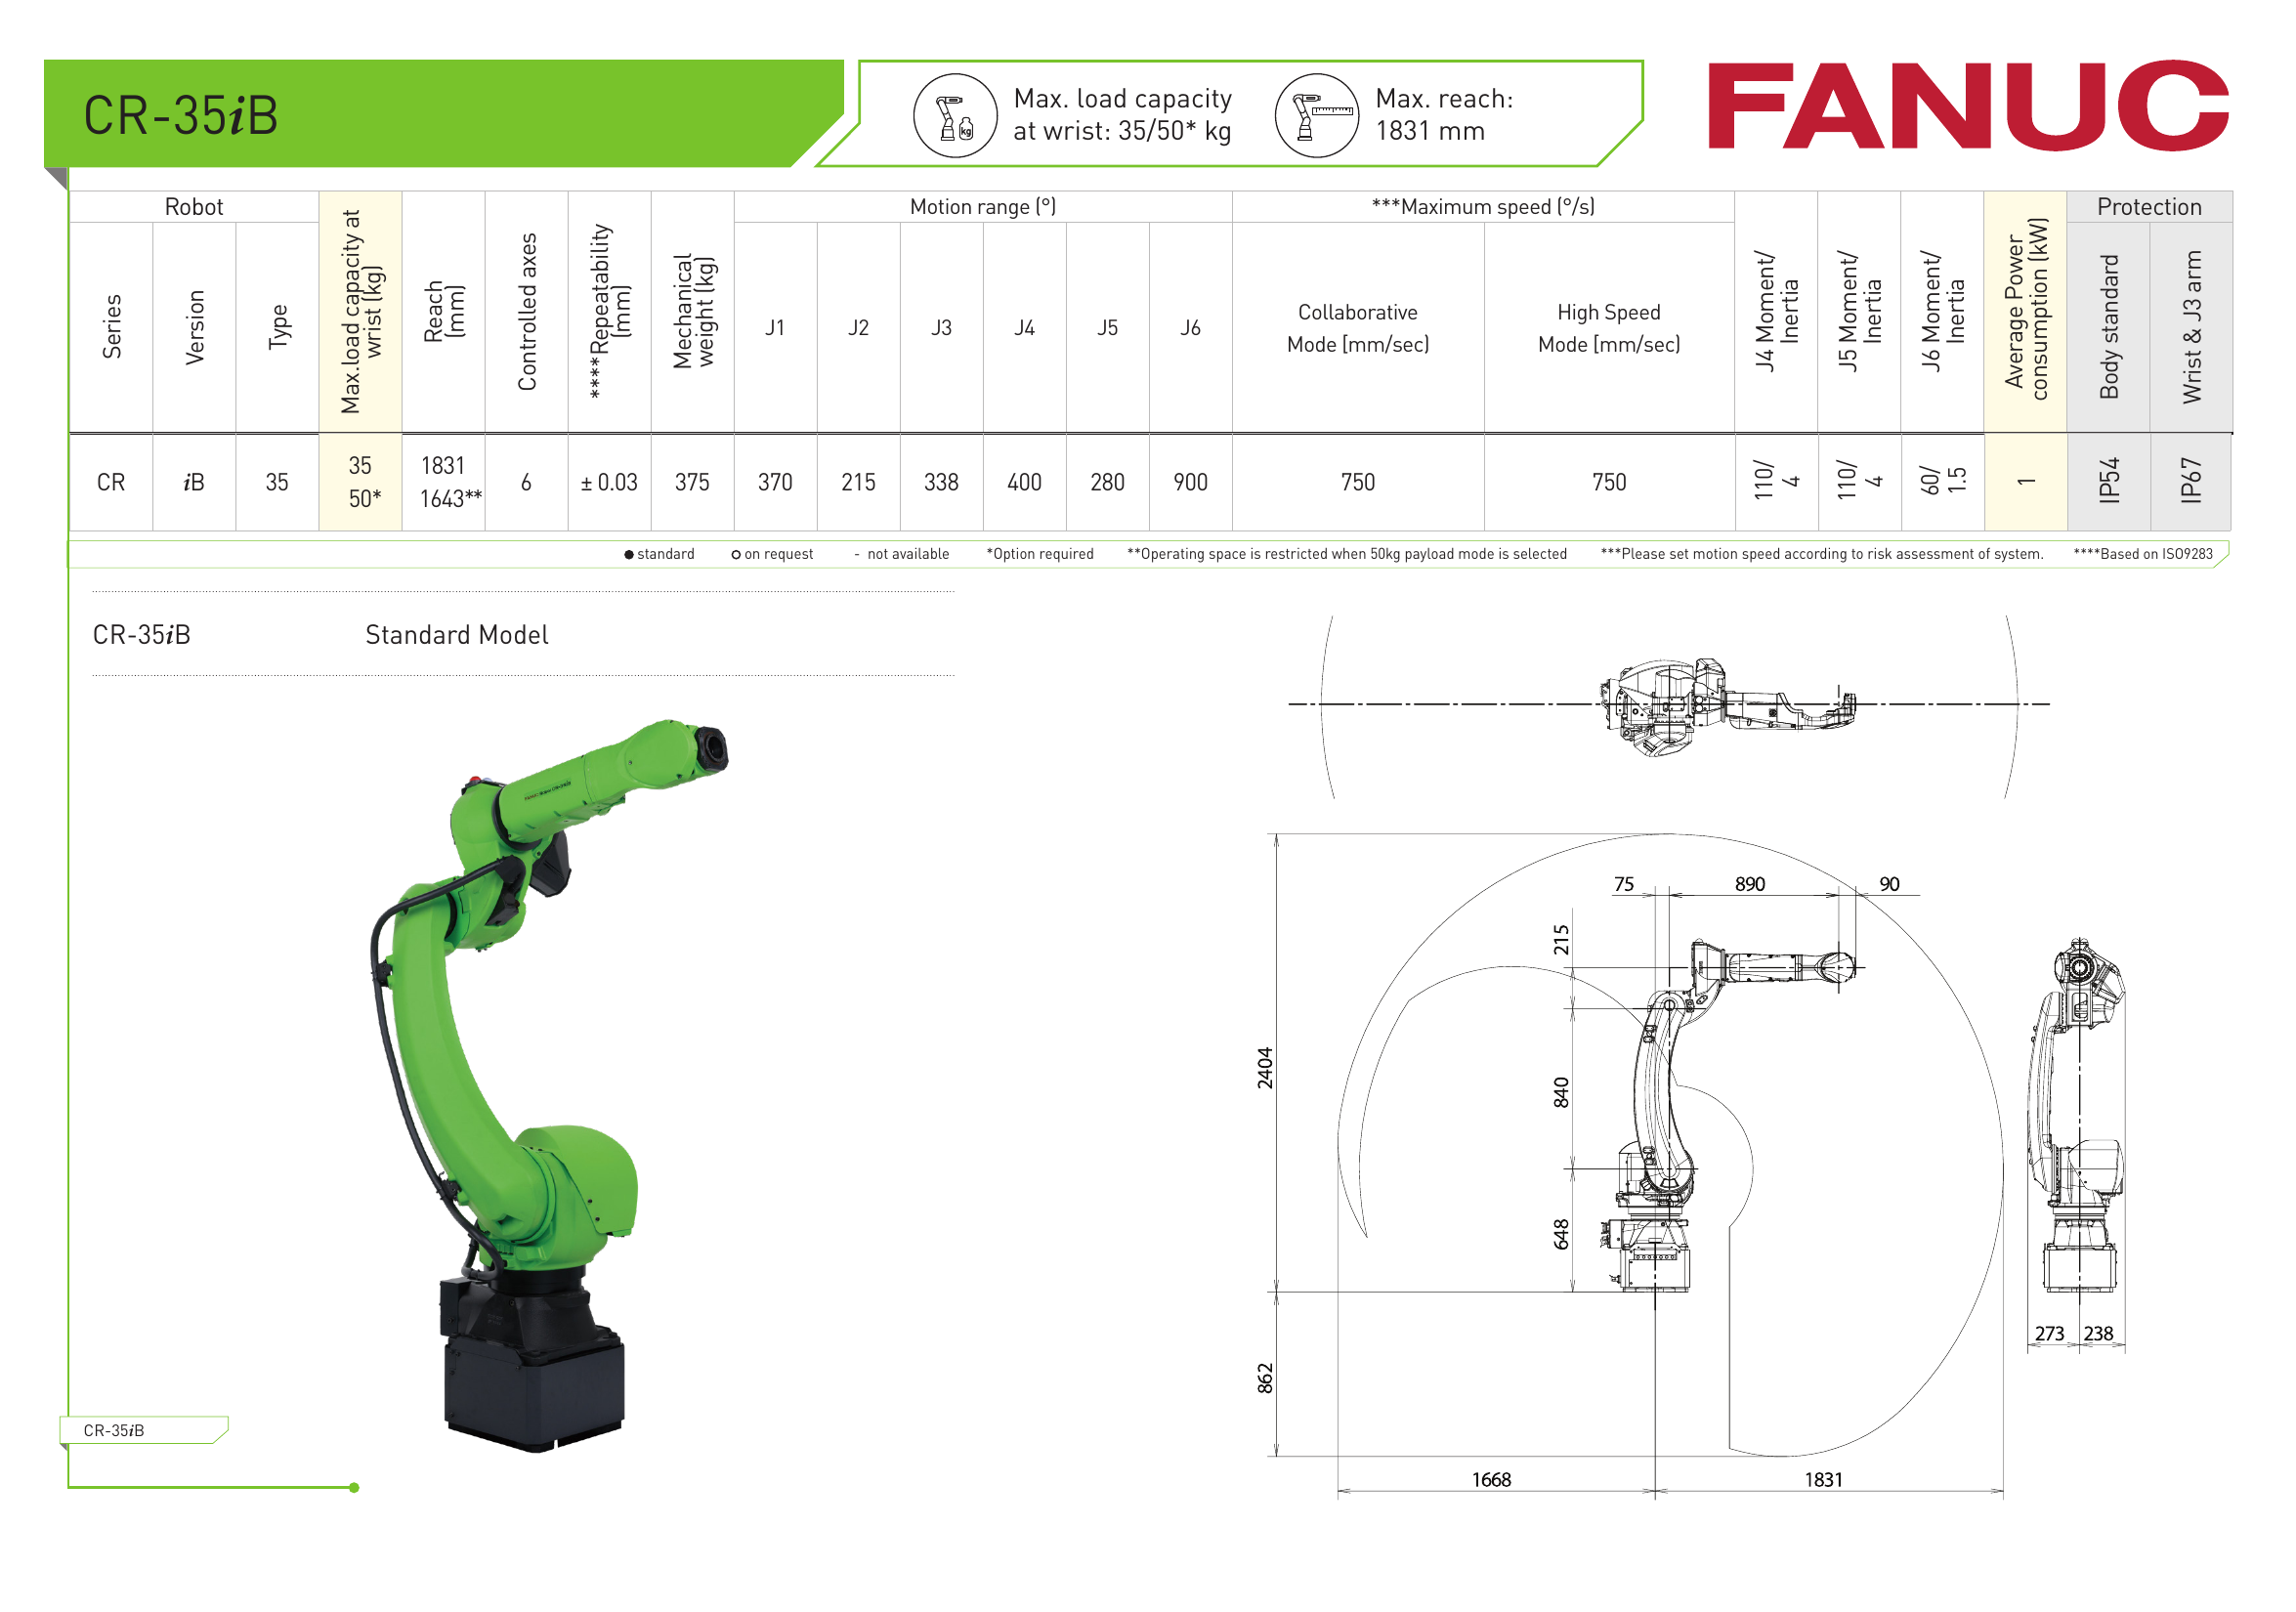 CR-35iB
Max. load capacity
at wrist: 35/50* kg
Max. reach:
1831 mm
FANUC
Robot
Series
Version
Type
Max.load capacity at
wrist (kg)
Reach
(mm)
Controlled axes
****Repeatability
(mm)
Mechanical
weight (kg)
Motion range (°)
J1
J2
J3
J4
J5
J6
***Maximum speed (°/s)
Collaborative
Mode [mm/sec]
High Speed
Mode [mm/sec]
J4 Moment/
Inertia
J5 Moment/
Inertia
J6 Moment/
Inertia
Average Power
consumption (kW)
Protection
Body standard
Wrist & J3 arm
CR
iB
35
35
50*
1831
1643**
6
± 0.03
375
370
215
338
400
280
900
750
750
110/
4
110/
4
60/
1.5
1
IP54
IP67
● standard
○ on request
- not available
*Option required
**Operating space is restricted when 50kg payload mode is selected
***Please set motion speed according to risk assessment of system.
****Based on ISO9283
CR-35iB
Standard Model
75
890
90
215
840
648
2404
862
1668
1831
273
238
CR-35iB